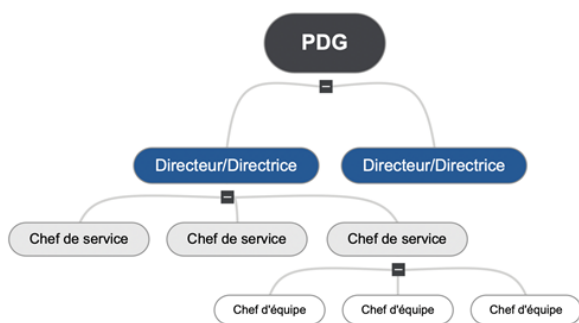 PDG
Directeur/Directrice
Directeur/Directrice
Chef de service
Chef de service
Chef de service
Chef d'équipe
Chef d'équipe
Chef d'équipe